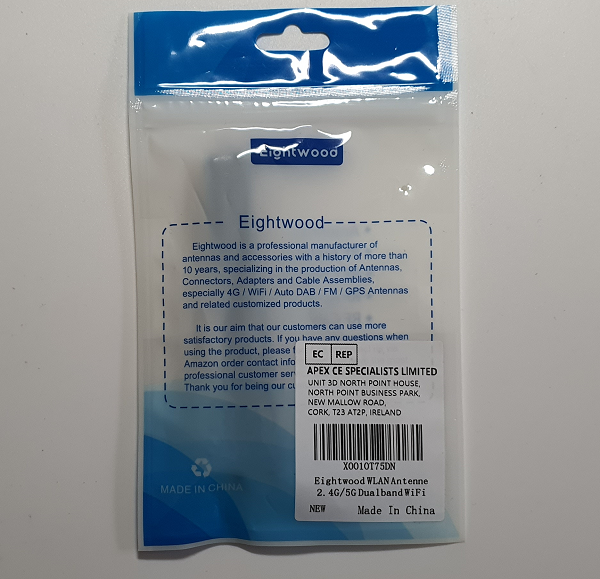 Eightwood
Eightwood
Eightwood is a professional manufacturer of
antennas and accessories with a history of more than
10 years, specializing in the production of Antennas,
Connectors, Adapters and Cable Assemblies,
especially 4G / WiFi / Auto DAB / FM / GPS Antennas
and related customized products.
It is our aim that our customers can use more
satisfactory products. If you have any questions when
using the product, please
Amazon order contact
professional customer
Thank you for being our
EC REP
APEX CE SPECIALISTS LIMITED
UNIT 3D NORTH POINT HOUSE,
NORTH POINT BUSINESS PARK,
NEW MALLOW ROAD,
CORK, T23 AT2P, IRELAND
X0010T75DN
Eightwood WLAN Antenne
2.4G/5G Dualband WiFi
NEW Made In China
MADE IN CHINA